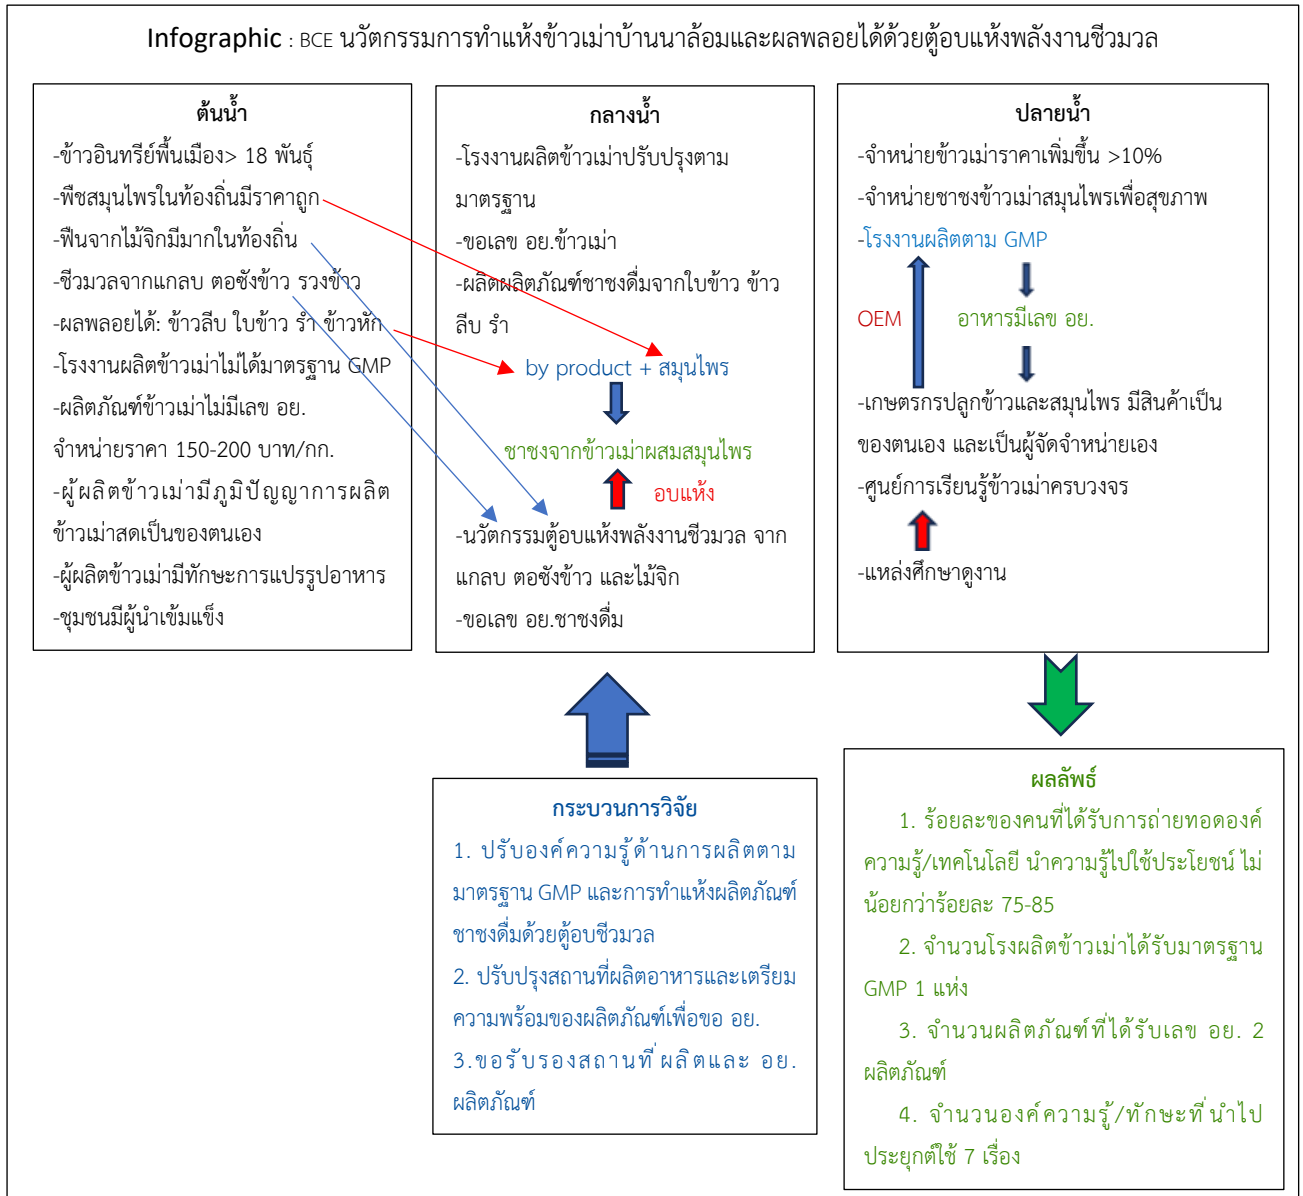 Infographic : BCE นวัตกรรมการทำแห้งข้าวเม่าบ้านนาล้อมและผลพลอยได้ด้วยตู้อบแห้งพลังงานชีวมวล
ต้นน้ำ
-ข้าวอินทรีย์พื้นเมือง> 18 พันธุ์
-พืชสมุนไพรในท้องถิ่นมีราคาถูก
-ฟืนจากไม้จิกมีมากในท้องถิ่น
-ชีวมวลจากแกลบ ตอซังข้าว รวงข้าว
-ผลพลอยได้: ข้าวลีบ ใบข้าว รำ ข้าวหัก
-โรงงานผลิตข้าวเม่าไม่ได้มาตรฐาน GMP
-ผลิตภัณฑ์ข้าวเม่าไม่มีเลข อย.
จำหน่ายราคา 150-200 บาท/กก.
-ผู้ผลิตข้าวเม่ามีภูมิปัญญาการผลิต
ข้าวเม่าสดเป็นของตนเอง
-ผู้ผลิตข้าวเม่ามีทักษะการแปรรูปอาหาร
-ชุมชนมีผู้นำเข้มแข็ง
กลางน้ำ
-โรงงานผลิตข้าวเม่าปรับปรุงตาม
มาตรฐาน
-ขอเลข อย.ข้าวเม่า
-ผลิตผลิตภัณฑ์ชาชงดื่มจากใบข้าว ข้าว
ลีบ รำ
by product + สมุนไพร
ชาชงจากข้าวเม่าผสมสมุนไพร
อบแห้ง
-นวัตกรรมตู้อบแห้งพลังงานชีวมวล จาก
แกลบ ตอซังข้าว และไม้จิก
-ขอเลข อย.ชาชงดื่ม
ปลายน้ำ
-จำหน่ายข้าวเม่าราคาเพิ่มขึ้น >10%
-จำหน่ายชาชงข้าวเม่าสมุนไพรเพื่อสุขภาพ
-โรงงานผลิตตาม GMP
OEM อาหารมีเลข อย.
-เกษตรกรปลูกข้าวและสมุนไพร มีสินค้าเป็น
ของตนเอง และเป็นผู้จัดจำหน่ายเอง
-ศูนย์การเรียนรู้ข้าวเม่าครบวงจร
-แหล่งศึกษาดูงาน
กระบวนการวิจัย
1. ปรับองค์ความรู้ด้านการผลิตตาม
มาตรฐาน GMP และการทำแห้งผลิตภัณฑ์
ชาชงดื่มด้วยตู้อบชีวมวล
2. ปรับปรุงสถานที่ผลิตอาหารและเตรียม
ความพร้อมของผลิตภัณฑ์เพื่อขอ อย.
3.ขอรับรองสถานที่ผลิตและ อย.
ผลิตภัณฑ์
ผลลัพธ์
1. ร้อยละของคนที่ได้รับการถ่ายทอดองค์
ความรู้/เทคโนโลยี นำความรู้ไปใช้ประโยชน์ ไม่
น้อยกว่าร้อยละ 75-85
2. จำนวนโรงผลิตข้าวเม่าได้รับมาตรฐาน
GMP 1 แห่ง
3. จำนวนผลิตภัณฑ์ที่ได้รับเลข อย. 2
ผลิตภัณฑ์
4. จำนวนองค์ความรู้/ทักษะที่นำไป
ประยุกต์ใช้ 7 เรื่อง